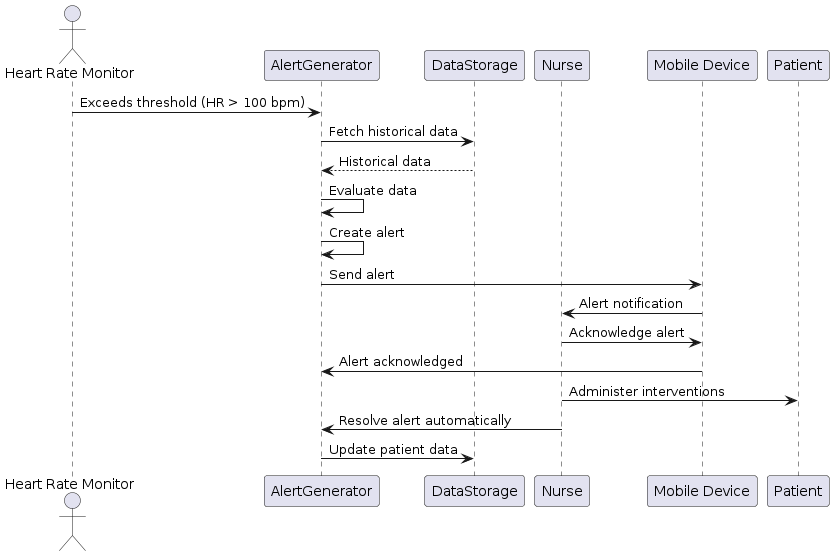 Heart Rate Monitor
AlertGenerator
DataStorage
Nurse
Mobile Device
Patient
Exceeds threshold (HR > 100 bpm)
Fetch historical data
Historical data
Evaluate data
Create alert
Send alert
Alert notification
Acknowledge alert
Alert acknowledged
Administer interventions
Resolve alert automatically
Update patient data
Heart Rate Monitor
AlertGenerator
DataStorage
Nurse
Mobile Device
Patient